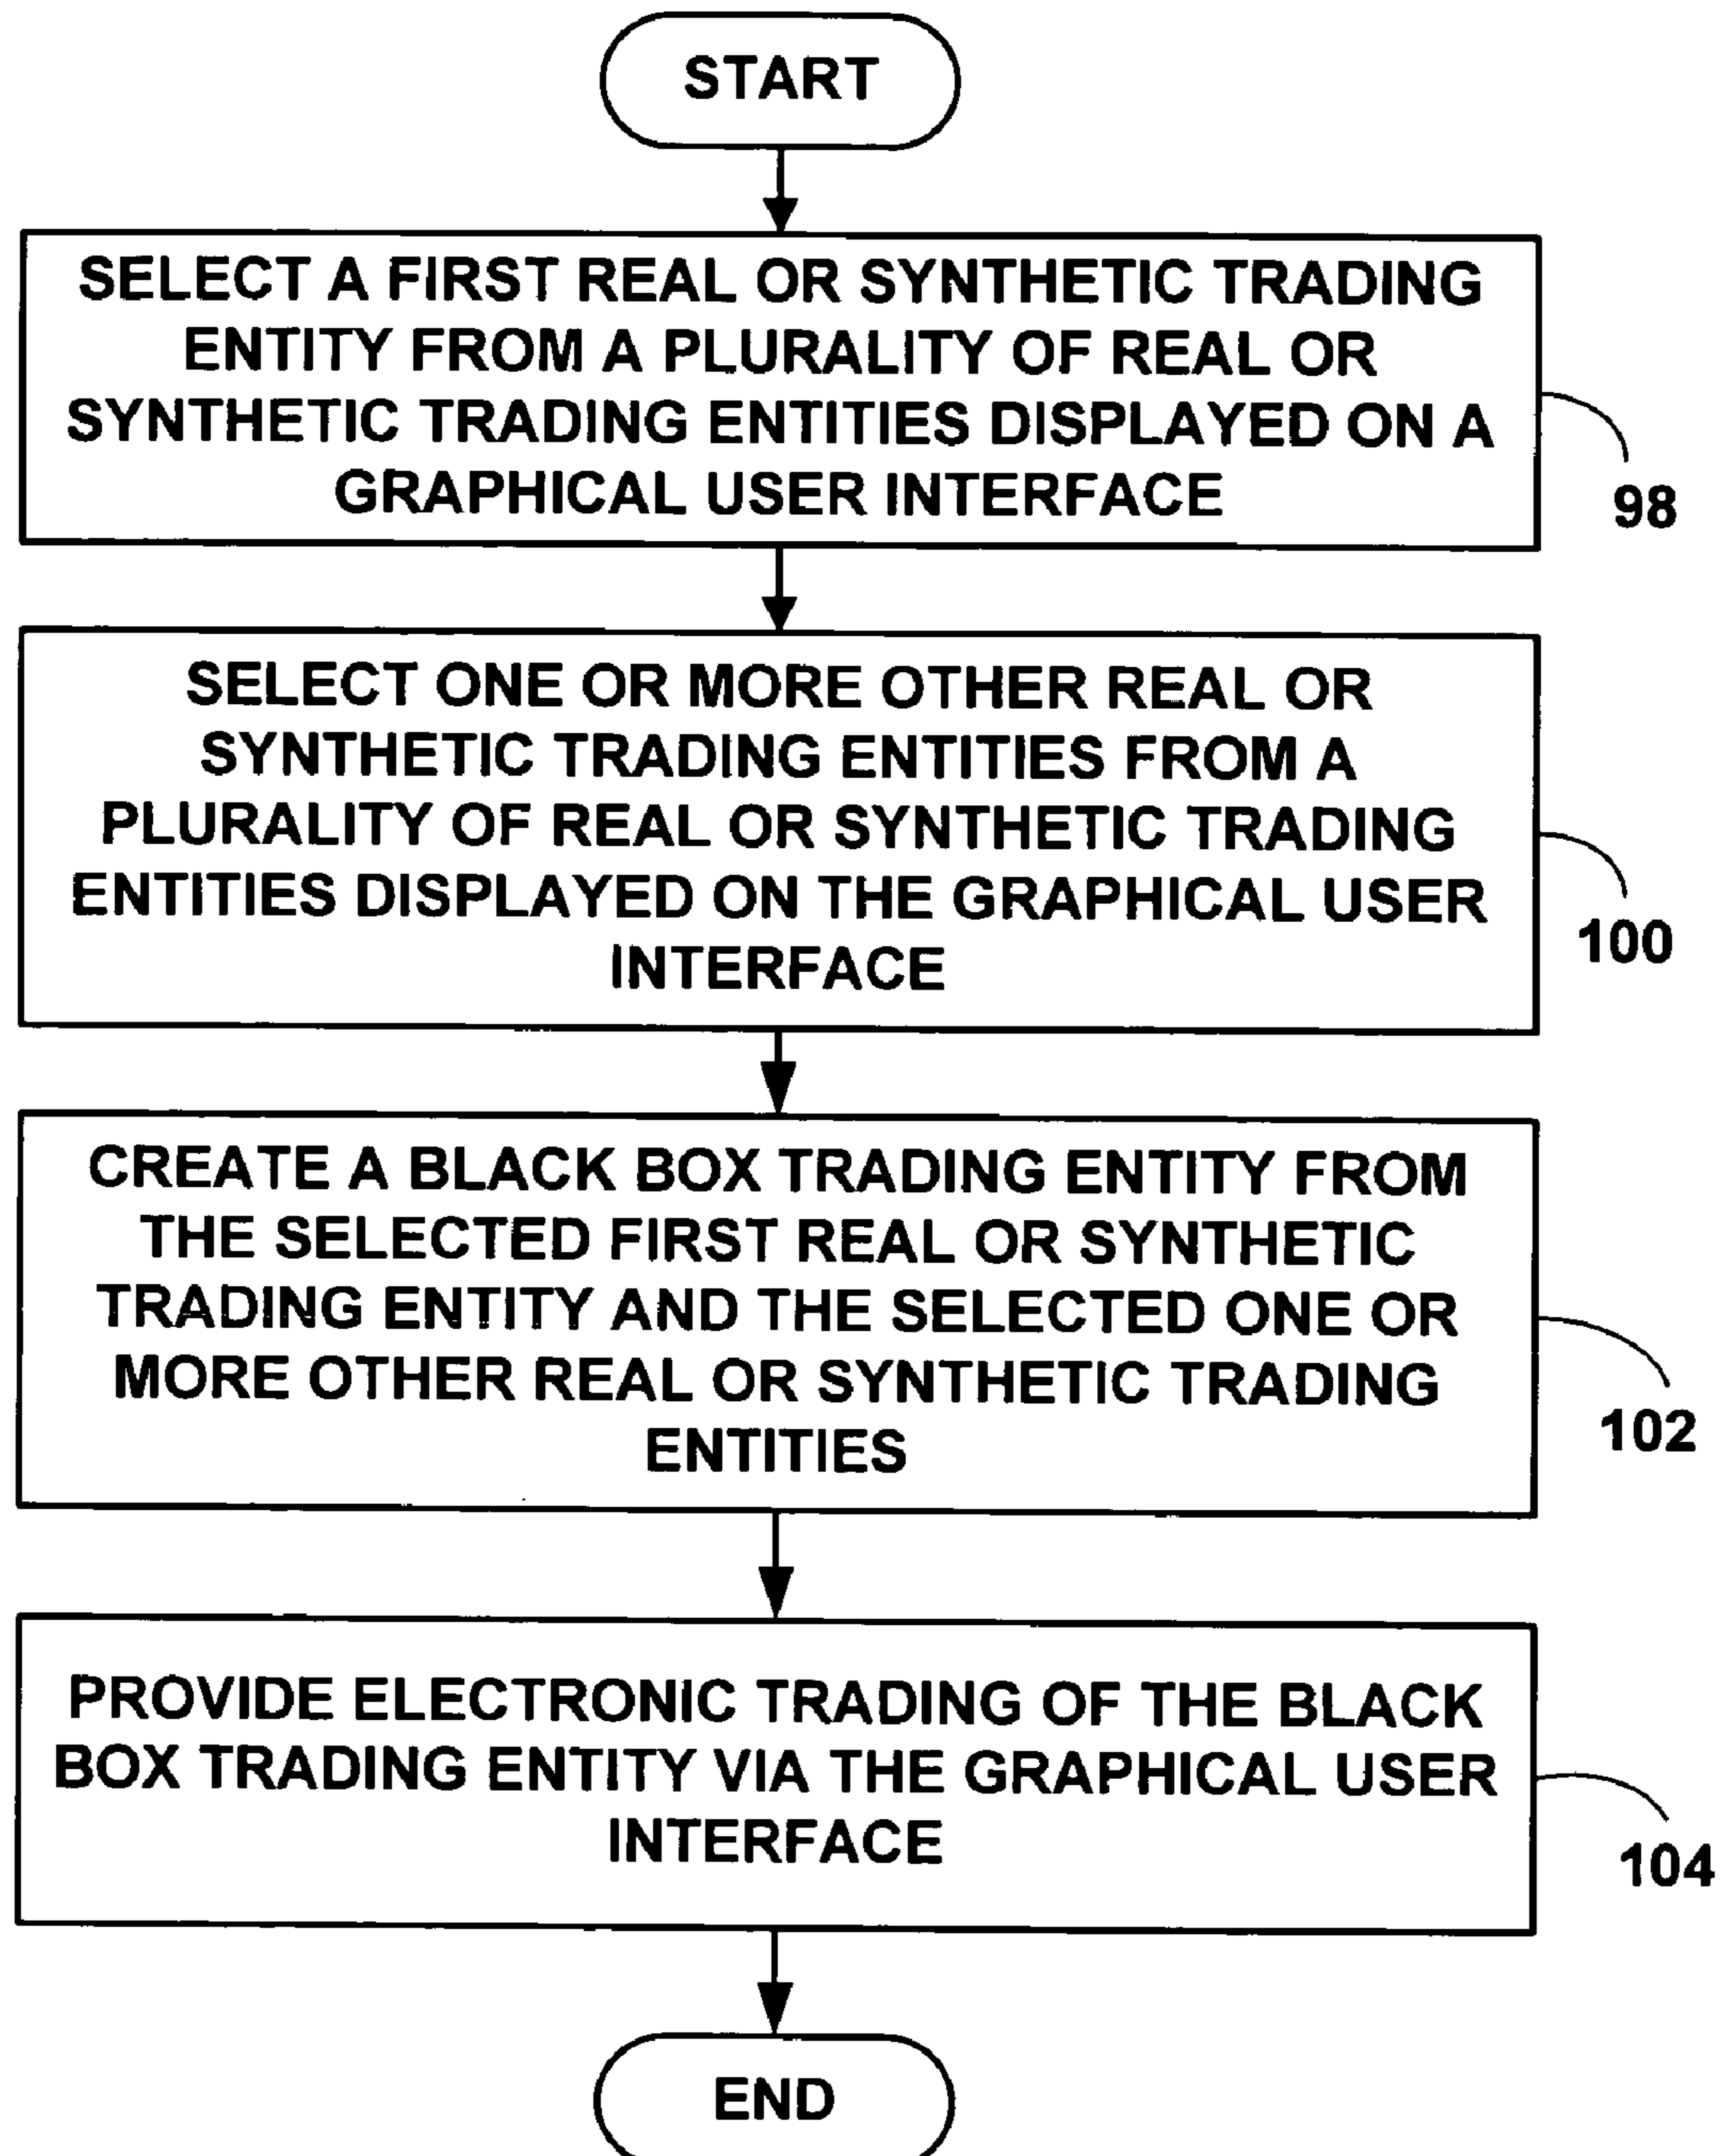 START
SELECT A FIRST REAL OR SYNTHETIC TRADING
ENTITY FROM A PLURALITY OF REAL OR
SYNTHETIC TRADING ENTITIES DISPLAYED ON A
GRAPHICAL USER INTERFACE
98
SELECT ONE OR MORE OTHER REAL OR
SYNTHETIC TRADING ENTITIES FROM A
PLURALITY OF REAL OR SYNTHETIC TRADING
ENTITIES DISPLAYED ON THE GRAPHICAL USER
INTERFACE
100
CREATE A BLACK BOX TRADING ENTITY FROM
THE SELECTED FIRST REAL OR SYNTHETIC
TRADING ENTITY AND THE SELECTED ONE OR
MORE OTHER REAL OR SYNTHETIC TRADING
ENTITIES
102
PROVIDE ELECTRONIC TRADING OF THE BLACK
BOX TRADING ENTITY VIA THE GRAPHICAL USER
INTERFACE
104
END